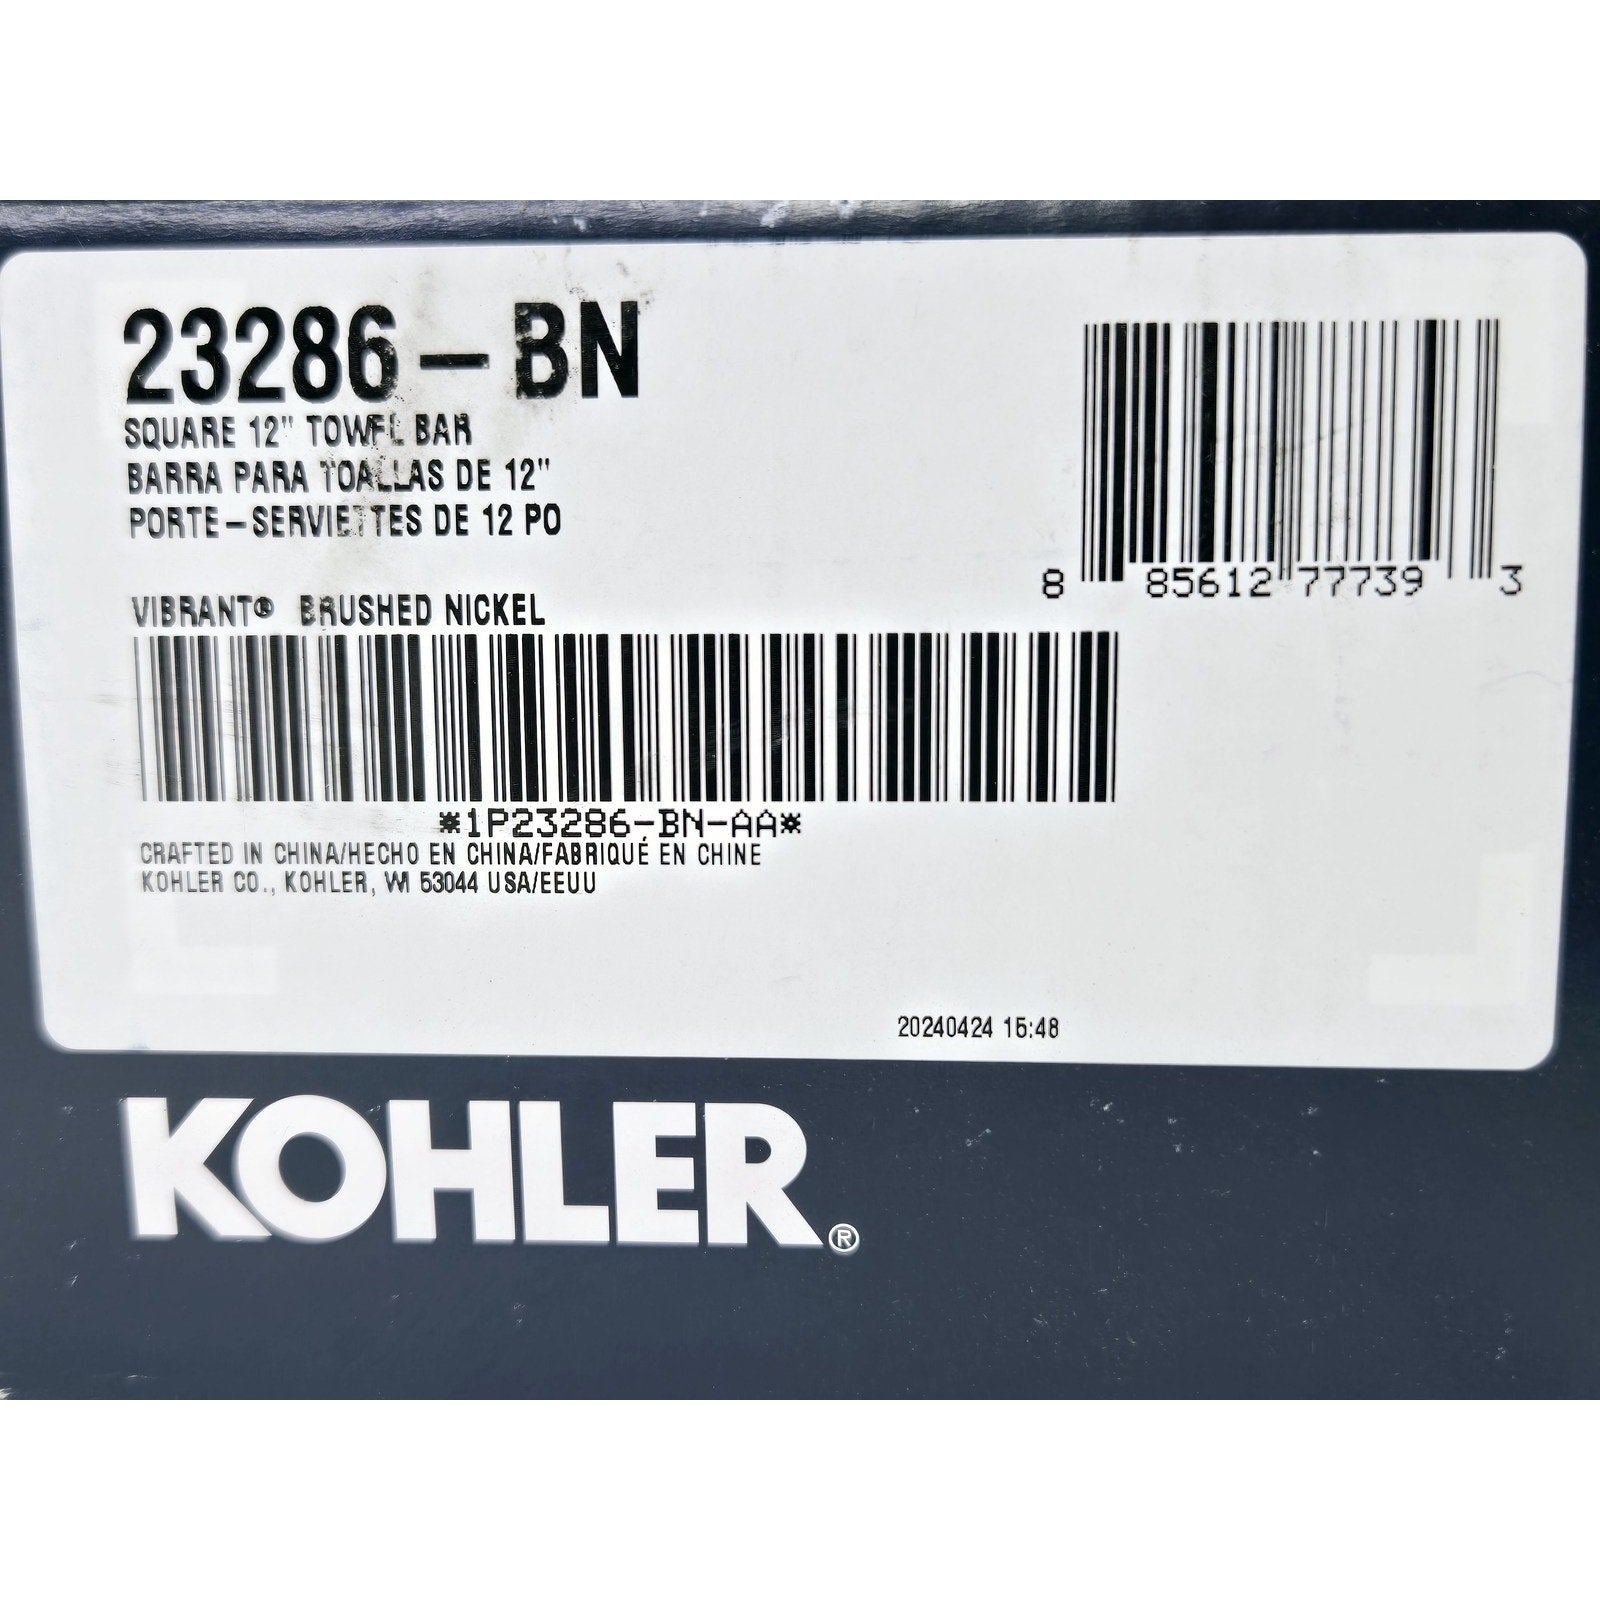 23286-BN
SQUARE 12" TOWEL BAR
BARRA PARA TOALLAS DE 12"
PORTE-SERVIETTES DE 12 PO
VIBRANT® BRUSHED NICKEL
8 85612 77739 3
*1P23286-BN-AA*
CRAFTED IN CHINA/HECHO EN CHINA/FABRIQUÉ EN CHINE
KOHLER CO., KOHLER, WI 53044 USA/EEUU
20240424 15:48
KOHLER®